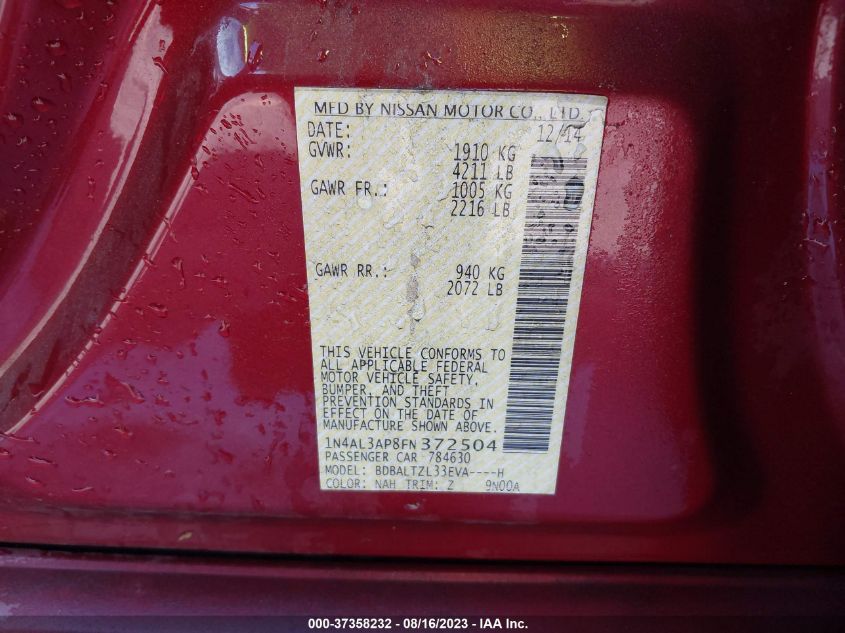 MFD BY NISSAN MOTOR CO., LTD.
DATE: 12/14
GVWR: 1910 KG
4211 LB
GAWR FR.: 1005 KG
2216 LB
GAWR RR.: 940 KG
2072 LB
THIS VEHICLE CONFORMS TO
ALL APPLICABLE FEDERAL
MOTOR VEHICLE SAFETY,
BUMPER, AND THEFT
PREVENTION STANDARDS IN
EFFECT ON THE DATE OF
MANUFACTURE SHOWN ABOVE.
1N4AL3AP8FN372504
PASSENGER CAR 784630
MODEL: BDBALTZL33EVA----H
COLOR: NAH TRIM: Z 9N00A
000-37358232 - 08/16/2023 - IAA Inc.